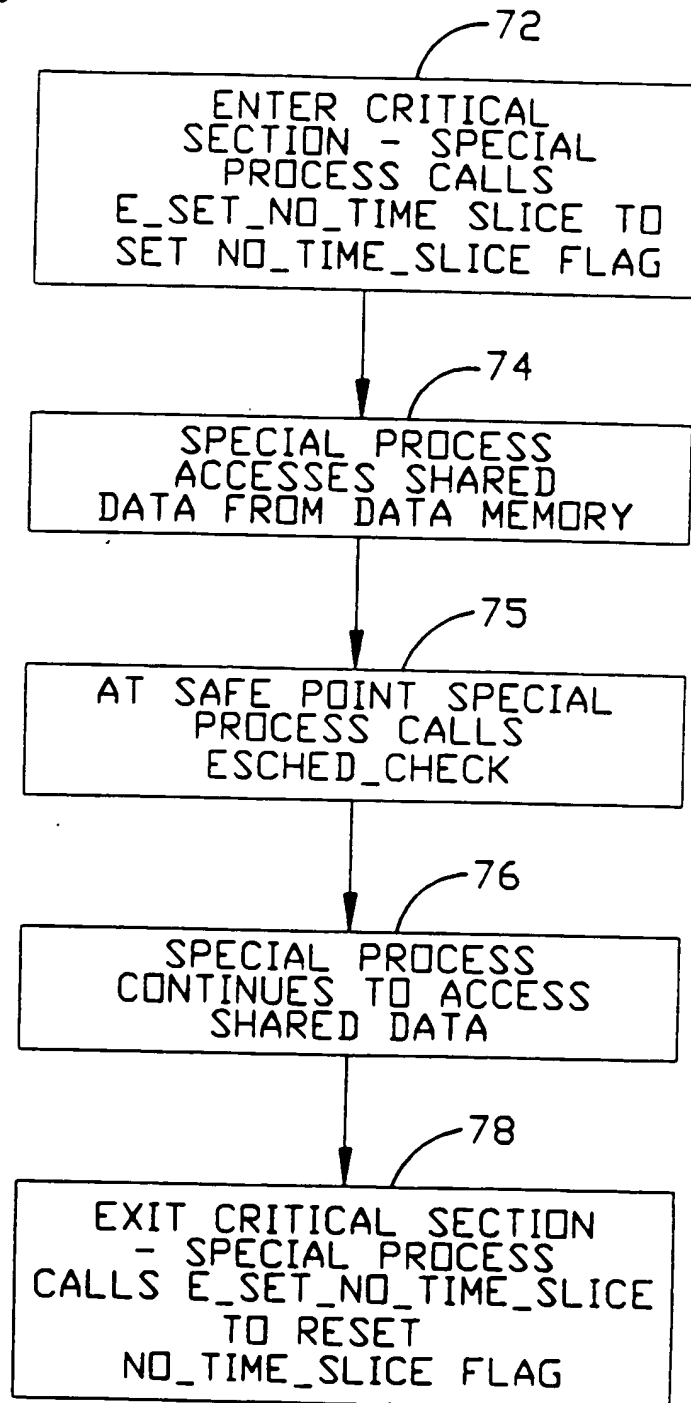 72
ENTER CRITICAL
SECTION - SPECIAL
PROCESS CALLS
E_SET_NO_TIME SLICE TO
SET NO_TIME_SLICE FLAG
74
SPECIAL PROCESS
ACCESSES SHARED
DATA FROM DATA MEMORY
75
AT SAFE POINT SPECIAL
PROCESS CALLS
ESCHED_CHECK
76
SPECIAL PROCESS
CONTINUES TO ACCESS
SHARED DATA
78
EXIT CRITICAL SECTION
- SPECIAL PROCESS
CALLS E_SET_NO_TIME_SLICE
TO RESET
NO_TIME_SLICE FLAG